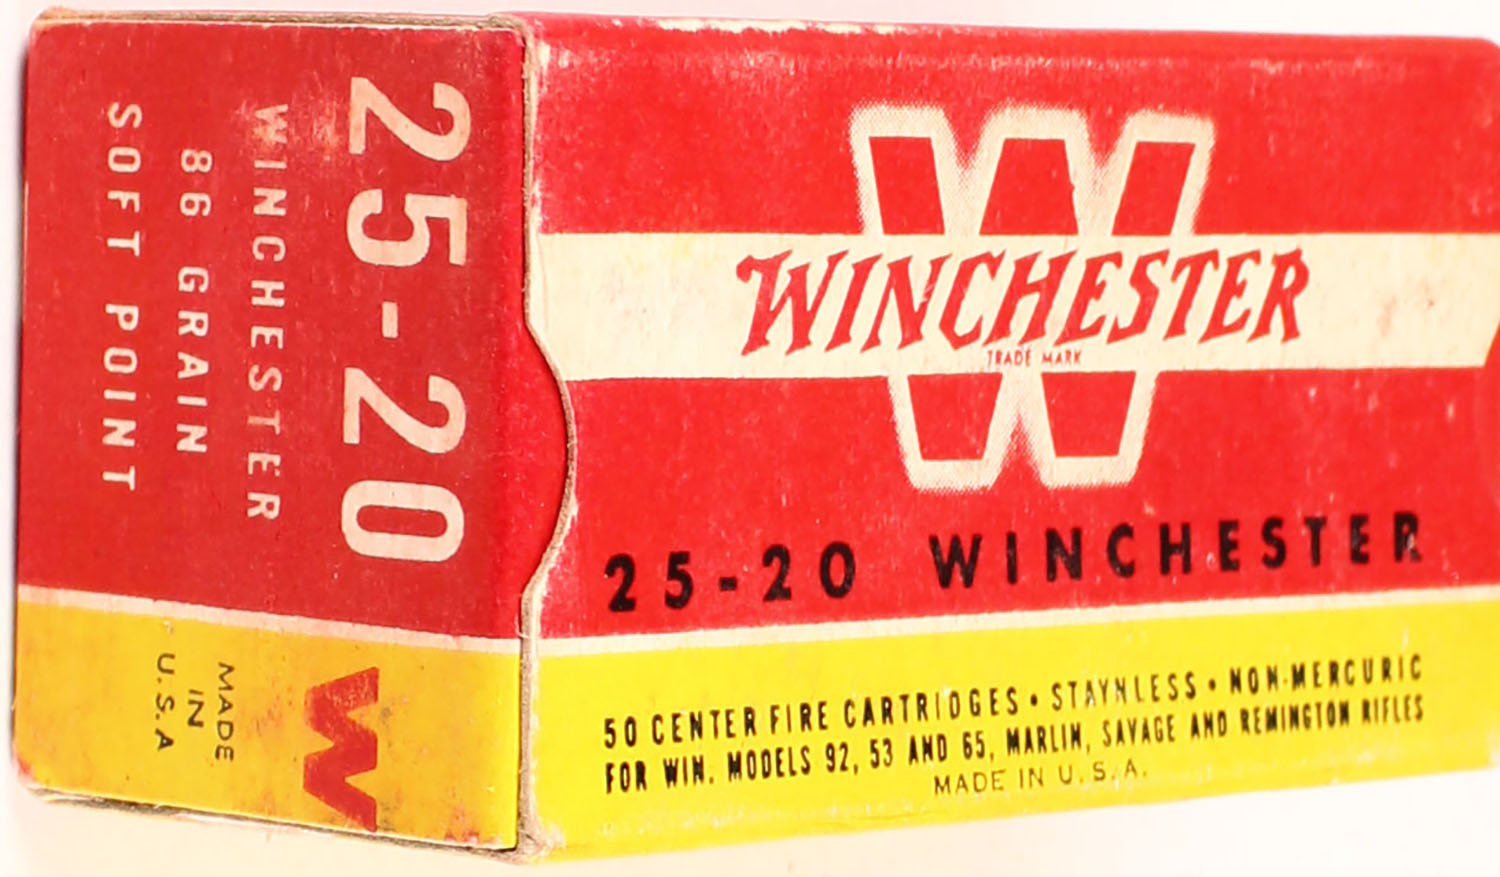 25-20
WINCHESTER
86 GRAIN
SOFT POINT
W
MADE
IN
U.S.A
W
WINCHESTER
TRADE MARK
25-20 WINCHESTER
50 CENTER FIRE CARTRIDGES • STAYNLESS • NON-MERCURIC
FOR WIN. MODELS 92, 53 AND 65, MARLIN, SAVAGE AND REMINGTON RIFLES
MADE IN U.S.A.